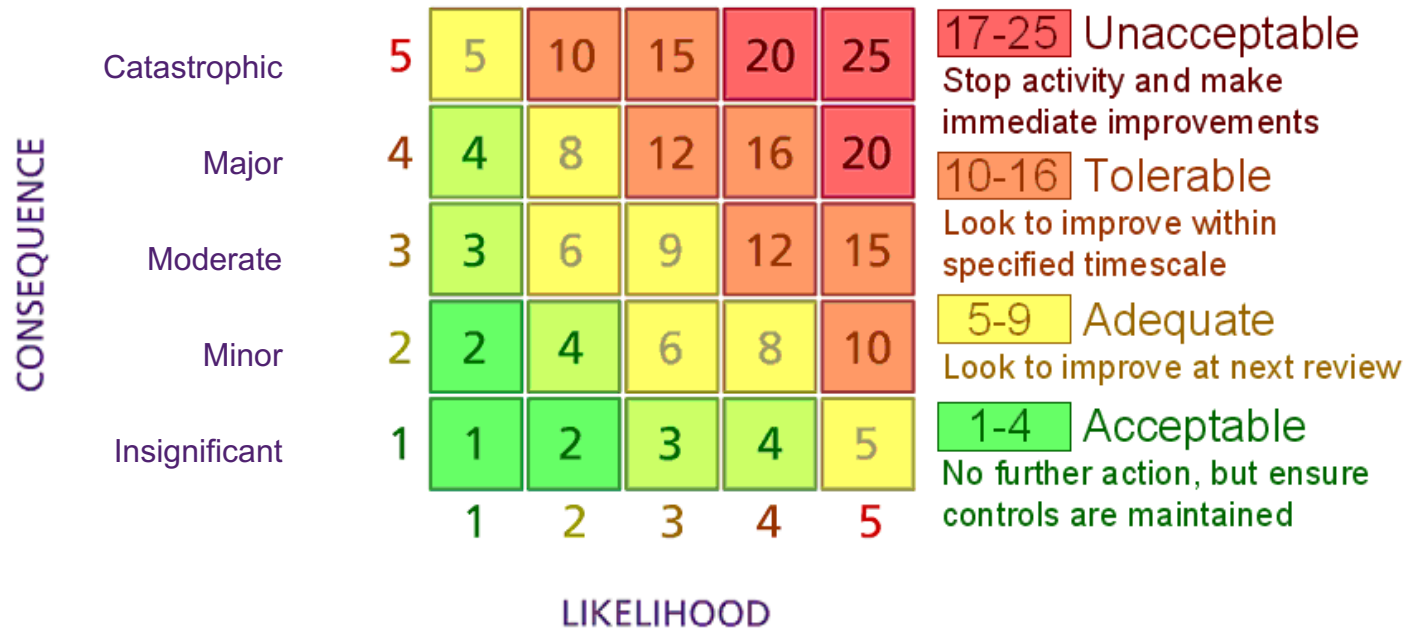 CONSEQUENCE
Catastrophic 5 5 10 15 20 25
Major 4 4 8 12 16 20
Moderate 3 3 6 9 12 15
Minor 2 2 4 6 8 10
Insignificant 1 1 2 3 4 5
1 2 3 4 5
LIKELIHOOD
17-25 Unacceptable
Stop activity and make
immediate improvements
10-16 Tolerable
Look to improve within
specified timescale
5-9 Adequate
Look to improve at next review
1-4 Acceptable
No further action, but ensure
controls are maintained